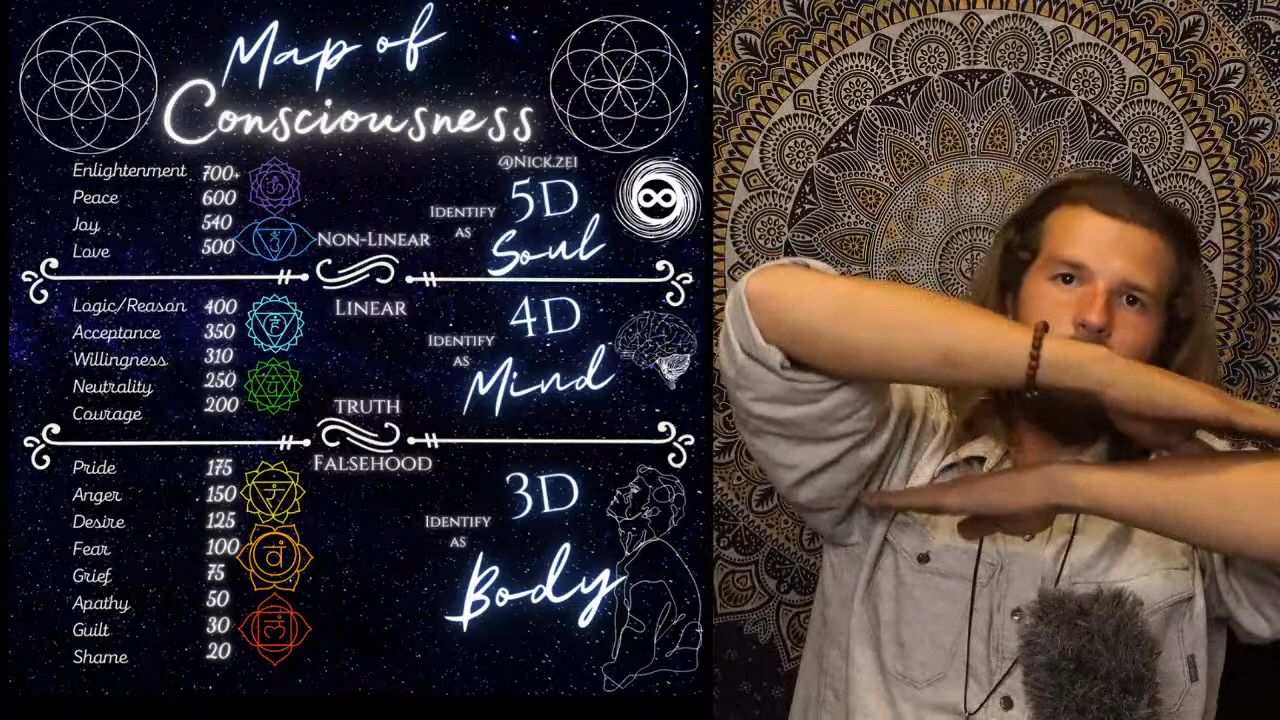 Map of
Consciousness
@Nick.zei
Enlightenment 700+
Peace 600
Joy 540
Love 500
Non-Linear
Identify as
5D
Soul
Linear
Logic/Reason 400
Acceptance 350
Willingness 310
Neutrality 250
Courage 200
Identify as
4D
Mind
Truth
Falsehood
Pride 175
Anger 150
Desire 125
Fear 100
Grief 75
Apathy 50
Guilt 30
Shame 20
Identify as
3D
Body